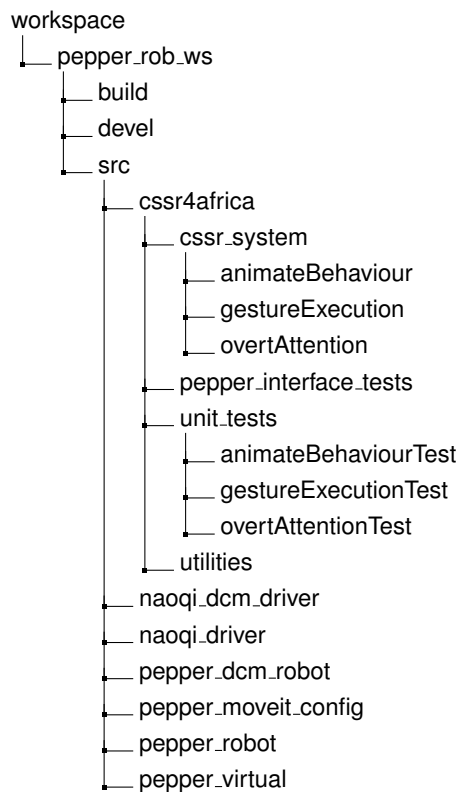 workspace
pepper_rob_ws
build
devel
src
cssr4africa
cssr_system
animateBehaviour
gestureExecution
overtAttention
pepper_interface_tests
unit_tests
animateBehaviourTest
gestureExecutionTest
overtAttentionTest
utilities
naoqi_dcm_driver
naoqi_driver
pepper_dcm_robot
pepper_moveit_config
pepper_robot
pepper_virtual